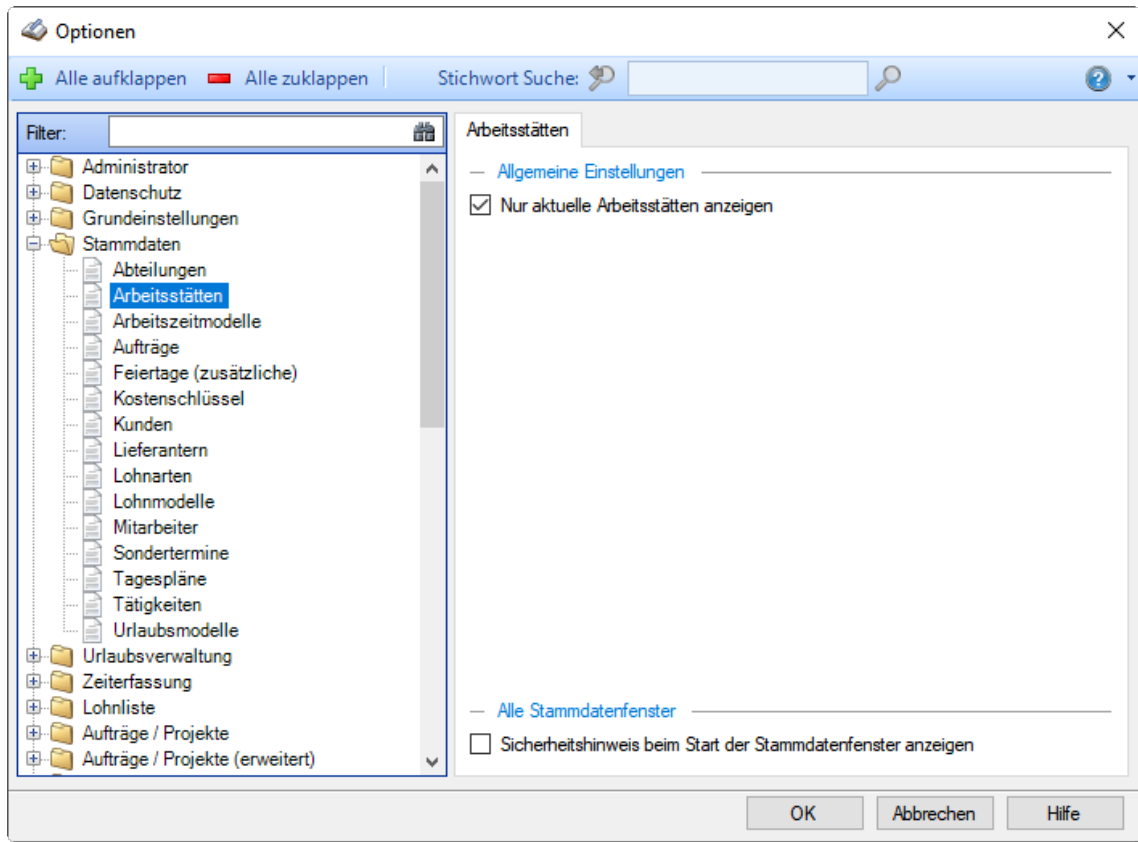 Optionen
Alle aufklappen Alle zuklappen Stichwort Suche:
Filter:
Administrator
Datenschutz
Grundeinstellungen
Stammdaten
Abteilungen
Arbeitsstätten
Arbeitszeitmodelle
Aufträge
Feiertage (zusätzliche)
Kostenschlüssel
Kunden
Lieferantern
Lohnarten
Lohnmodelle
Mitarbeiter
Sondertermine
Tagespläne
Tätigkeiten
Urlaubsmodelle
Urlaubsverwaltung
Zeiterfassung
Lohnliste
Aufträge / Projekte
Aufträge / Projekte (erweitert)
Arbeitsstätten
Allgemeine Einstellungen
Nur aktuelle Arbeitsstätten anzeigen
Alle Stammdatenfenster
Sicherheitshinweis beim Start der Stammdatenfenster anzeigen
OK Abbrechen Hilfe